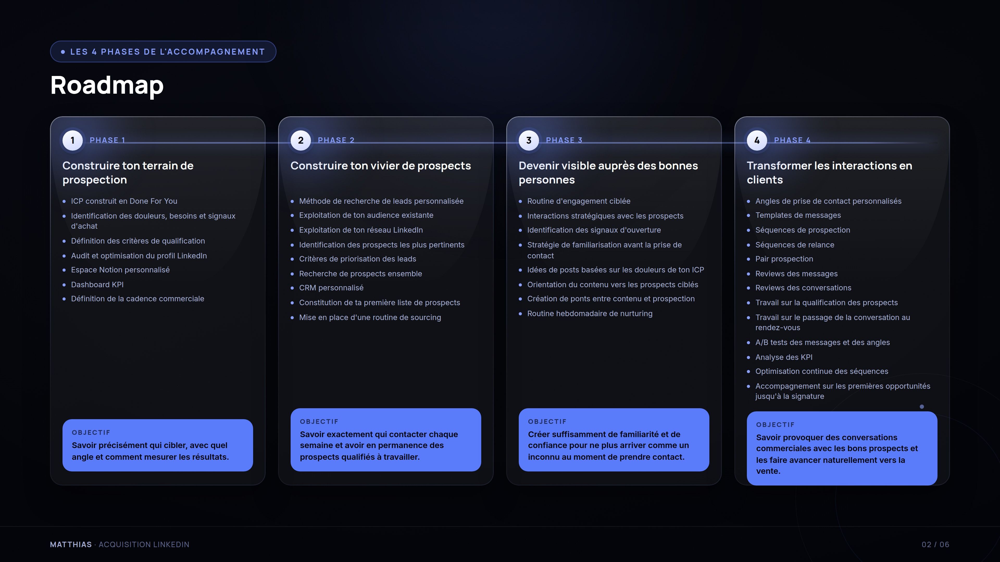 LES 4 PHASES DE L'ACCOMPAGNEMENT
Roadmap
1
PHASE 1
Construire ton terrain de
prospection
ICP construit en Done For You
Identification des douleurs, besoins et signaux
d'achat
Définition des critères de qualification
Audit et optimisation du profil LinkedIn
Espace Notion personnalisé
Dashboard KPI
Définition de la cadence commerciale
OBJECTIF
Savoir précisément qui cibler, avec quel
angle et comment mesurer les résultats.
2
PHASE 2
Construire ton vivier de prospects
Méthode de recherche de leads personnalisée
Exploitation de ton audience existante
Exploitation de ton réseau LinkedIn
Identification des prospects les plus pertinents
Critères de priorisation des leads
Recherche de prospects ensemble
CRM personnalisé
Constitution de ta première liste de prospects
Mise en place d'une routine de sourcing
OBJECTIF
Savoir exactement qui contacter chaque
semaine et avoir en permanence des
prospects qualifiés à travailler.
3
PHASE 3
Devenir visible auprès des bonnes
personnes
Routine d'engagement ciblée
Interactions stratégiques avec les prospects
Identification des signaux d'ouverture
Stratégie de familiarisation avant la prise de
contact
Idées de posts basées sur les douleurs de ton ICP
Orientation du contenu vers les prospects ciblés
Création de ponts entre contenu et prospection
Routine hebdomadaire de nurturing
OBJECTIF
Créer suffisamment de familiarité et de
confiance pour ne plus arriver comme un
inconnu au moment de prendre contact.
4
PHASE 4
Transformer les interactions en
clients
Angles de prise de contact personnalisés
Templates de messages
Séquences de prospection
Séquences de relance
Pair prospection
Reviews des messages
Reviews des conversations
Travail sur la qualification des prospects
Travail sur le passage de la conversation au
rendez-vous
A/B tests des messages et des angles
Analyse des KPI
Optimisation continue des séquences
Accompagnement sur les premières opportunités
jusqu'à la signature
OBJECTIF
Savoir provoquer des conversations
commerciales avec les bons prospects et
les faire avancer naturellement vers la
vente.
MATTHIAS · ACQUISITION LINKEDIN
02 / 06